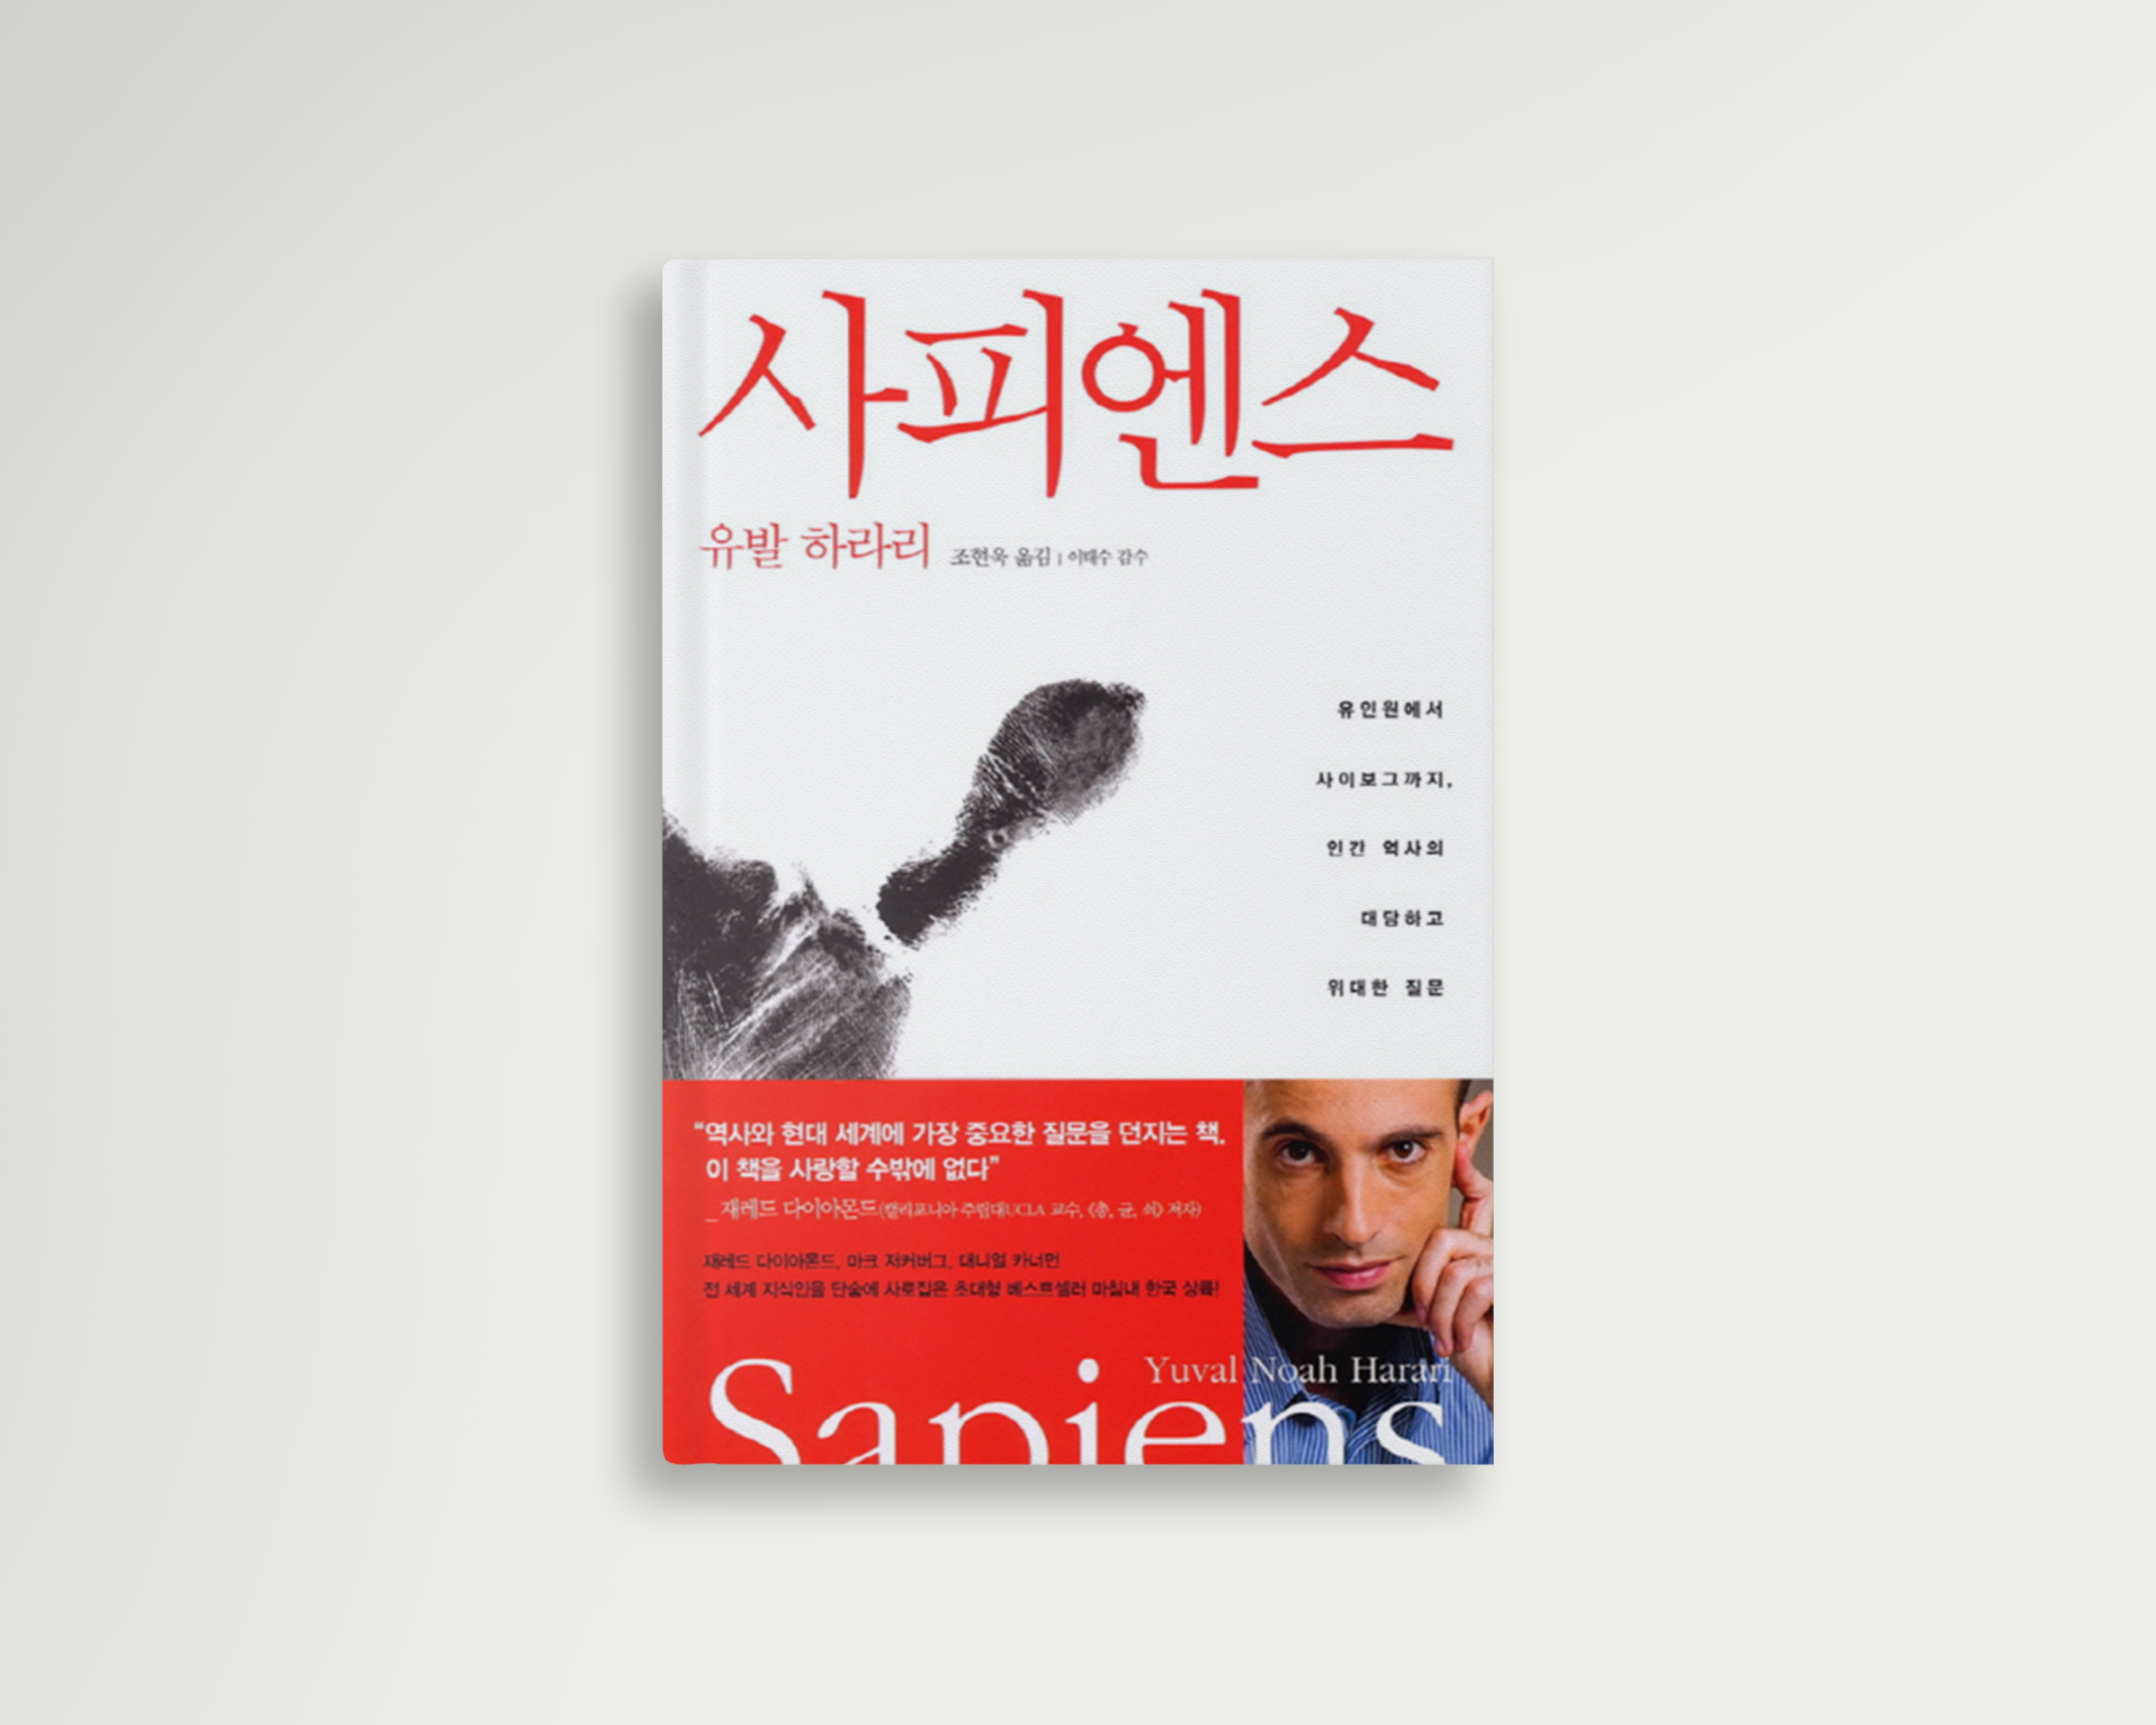 사피엔스
유발 하라리 조현욱 옮김 | 이태수 감수
유인원에서
사이보그까지,
인간 역사의
대담하고
위대한 질문
“역사와 현대 세계에 가장 중요한 질문을 던지는 책.
이 책을 사랑할 수밖에 없다”
_재레드 다이아몬드(캘리포니아 주립대UCLA 교수, 《총, 균, 쇠》 저자)
재레드 다이아몬드, 마크 저커버그, 대니얼 카너먼
전 세계 지식인을 단숨에 사로잡은 초대형 베스트셀러 마침내 한국 상륙!
Yuval Noah Harari
Sapiens